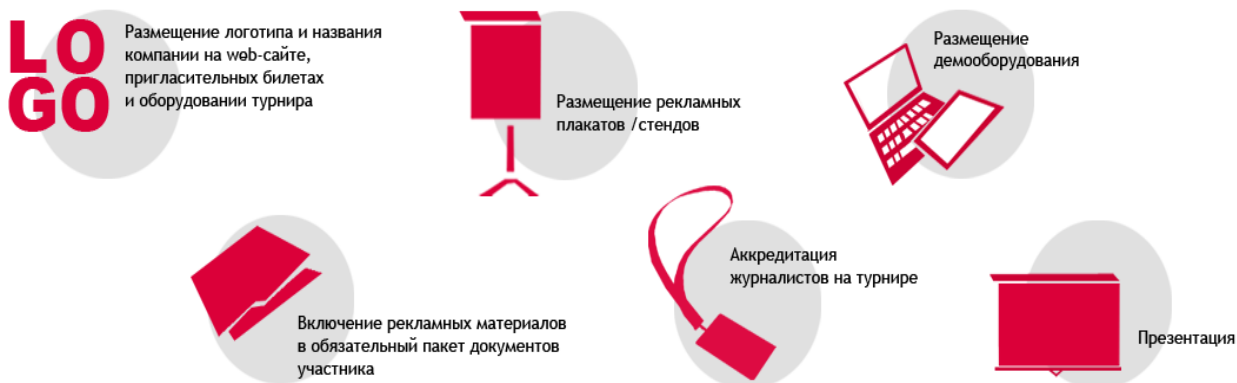 LO
GO
Размещение логотипа и названия
компании на web-сайте,
пригласительных билетах
и оборудовании турнира
Размещение рекламных
плакатов /стендов
Размещение
демооборудования
Включение рекламных материалов
в обязательный пакет документов
участника
Аккредитация
журналистов на турнире
Презентация